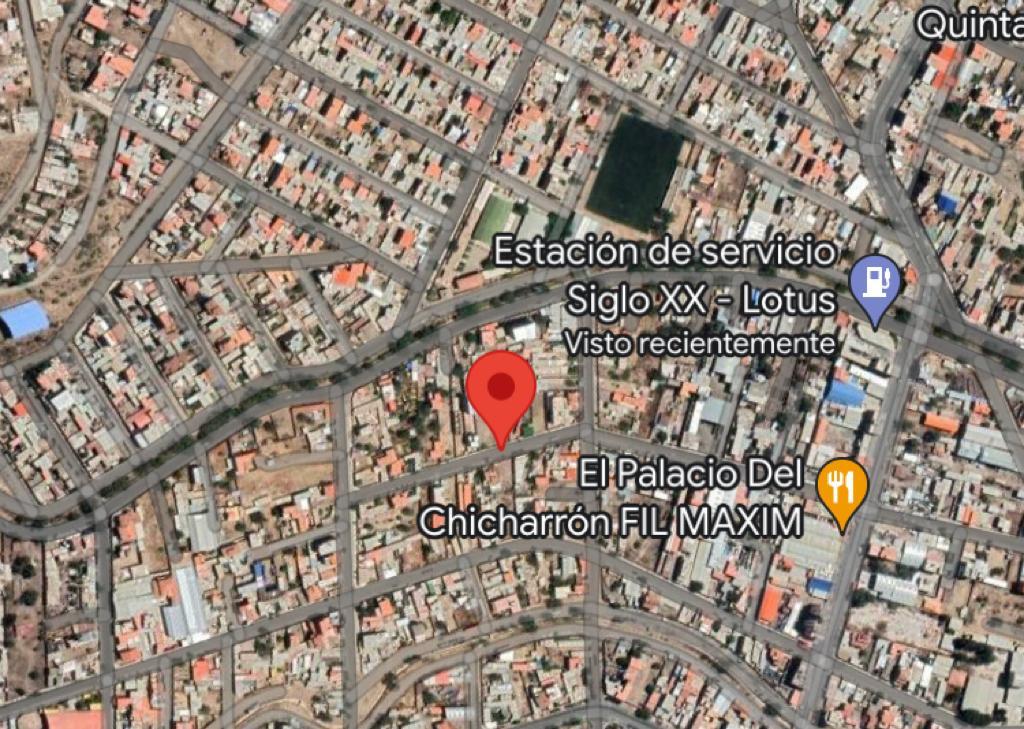 Quinta
Estación de servicio
Siglo XX - Lotus
Visto recientemente
El Palacio Del
Chicharrón FIL MAXIM